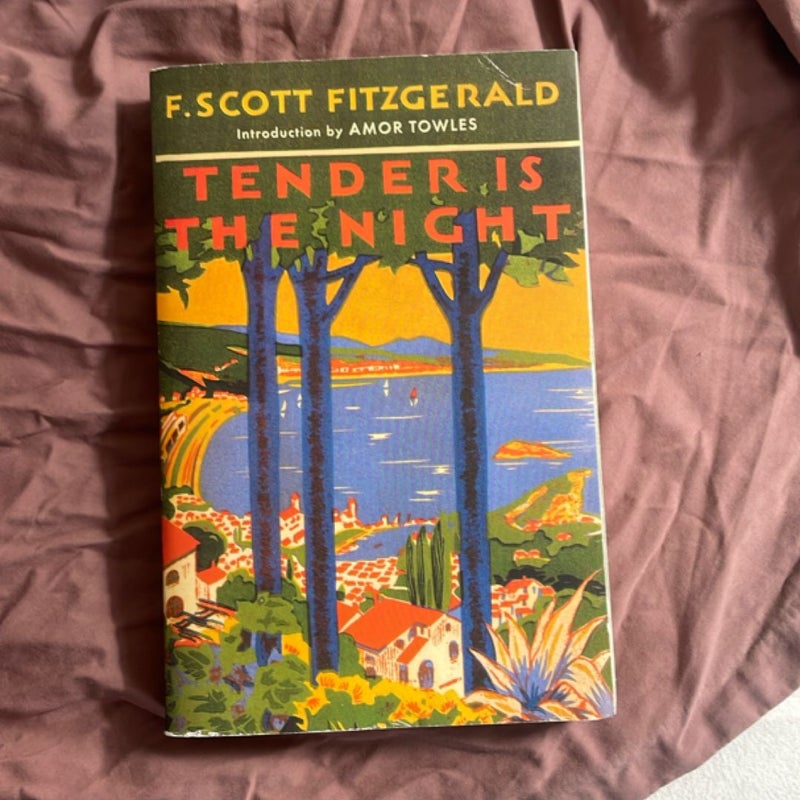 F. SCOTT FITZGERALD
Introduction by AMOR TOWLES
TENDER IS
THE NIGHT